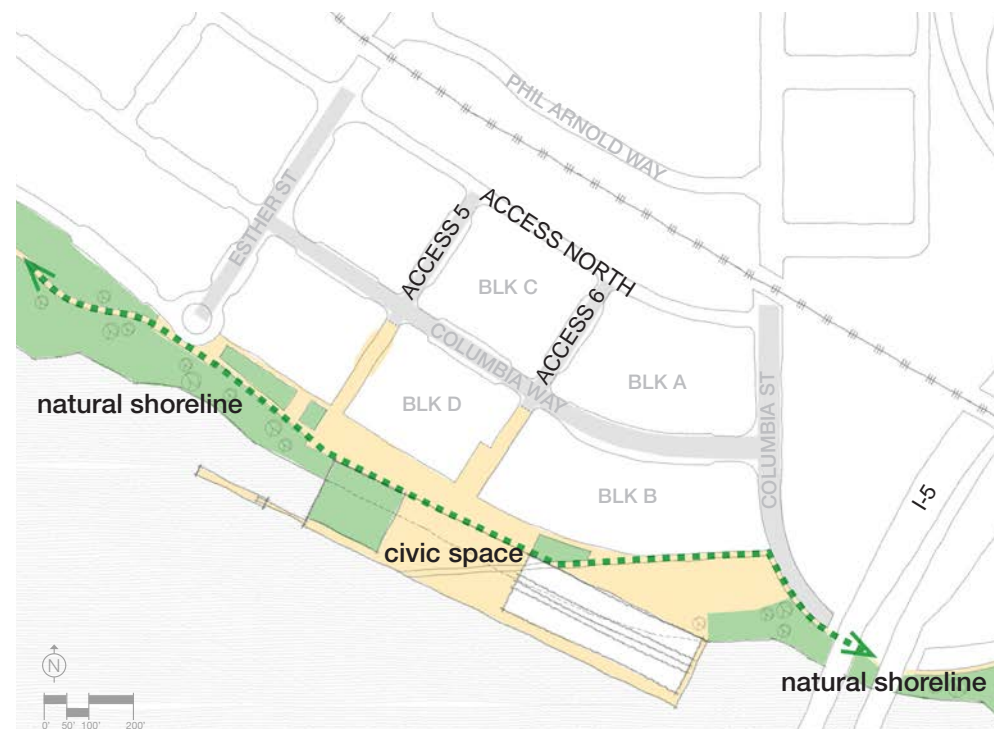 PHIL ARNOLD WAY
ESTHER ST
ACCESS 5
ACCESS NORTH
BLK C
ACCESS 6
COLUMBIA WAY
BLK A
BLK D
COLUMBIA ST
natural shoreline
BLK B
I-5
civic space
natural shoreline
N
0' 50' 100' 200'